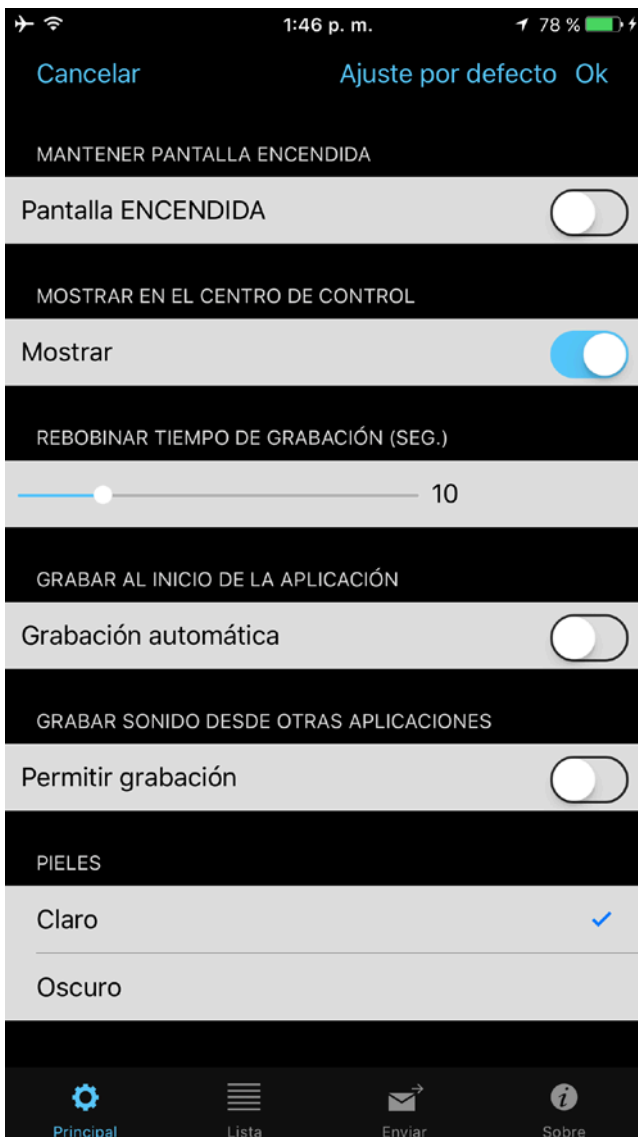 1:46 p. m.
78 %
Cancelar
Ajuste por defecto
Ok
MANTENER PANTALLA ENCENDIDA
Pantalla ENCENDIDA
MOSTRAR EN EL CENTRO DE CONTROL
Mostrar
REBOBINAR TIEMPO DE GRABACIÓN (SEG.)
10
GRABAR AL INICIO DE LA APLICACIÓN
Grabación automática
GRABAR SONIDO DESDE OTRAS APLICACIONES
Permitir grabación
PIELES
Claro
Oscuro
Principal
Lista
Enviar
Sobre